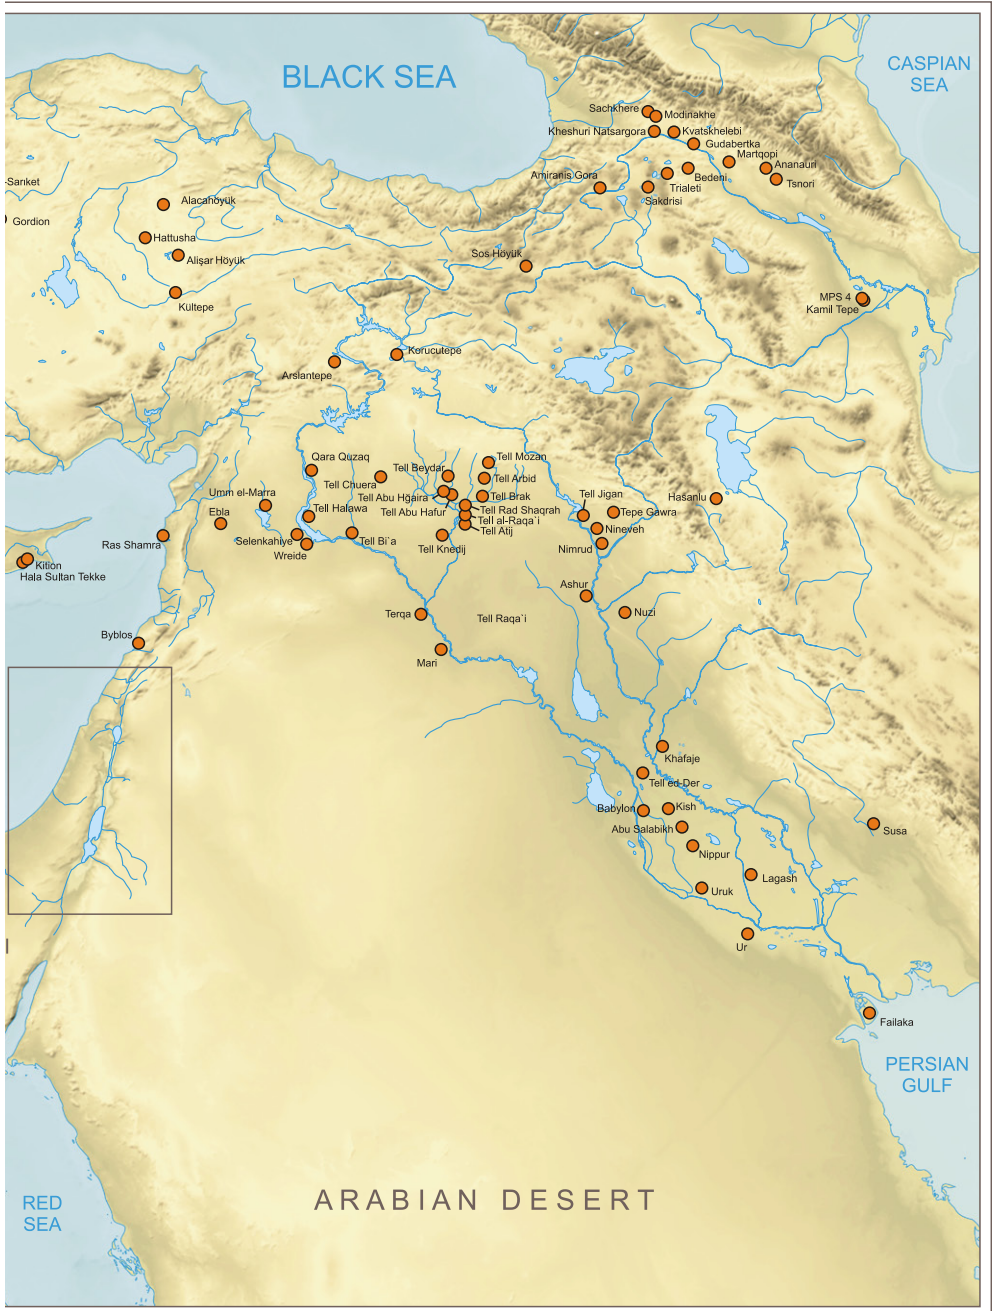 BLACK SEA
CASPIAN
SEA
Sachkhere
Modinakhe
Kheshuri Natsargora
Kvatskhelebi
Gudabertka
Martqopi
Ananauri
Bedeni
Tsnori
Amiranis Gora
Trialeti
Sakdrisi
-Sarıket
Alacahöyük
Gordion
Hattusha
Alişar Höyük
Sos Höyük
Kültepe
MPS 4
Kamil Tepe
Korucutepe
Arslantepe
Qara Quzaq
Tell Mozan
Tell Beydar
Tell Chuera
Tell Arbid
Umm el-Marra
Tell Abu Hğaira
Tell Brak
Tell Jigan
Hasanlu
Ebla
Tell Halawa
Tell Abu Hafur
Tell Rad Shaqrah
Tepe Gawra
Tell al-Raqa`i
Nineveh
Tell Atij
Ras Shamra
Selenkahiye
Tell Bi`a
Tell Knedij
Nimrud
Wreide
Kition
Hala Sultan Tekke
Ashur
Terqa
Tell Raqa`i
Nuzi
Byblos
Mari
Khafaje
Tell ed-Der
Babylon
Kish
Abu Salabikh
Susa
Nippur
Lagash
Uruk
Ur
Failaka
PERSIAN
GULF
RED
SEA
ARABIAN DESERT